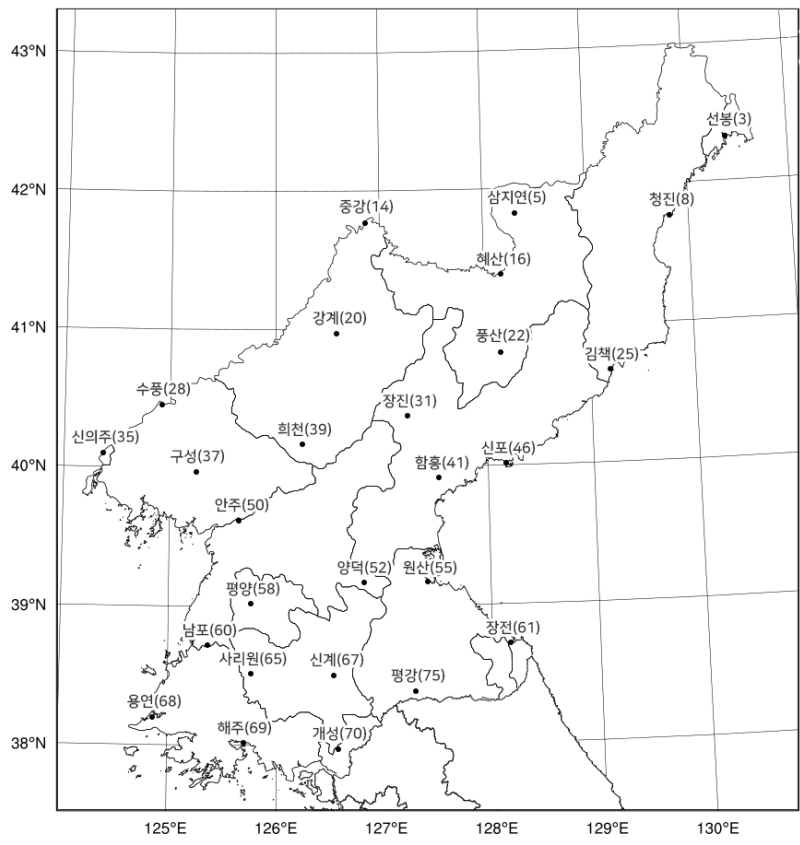 43°N
선봉(3)
42°N
삼지연(5)
청진(8)
중강(14)
혜산(16)
41°N
강계(20)
풍산(22)
김책(25)
수풍(28)
장진(31)
신의주(35)
희천(39)
구성(37)
40°N
함흥(41)
신포(46)
안주(50)
양덕(52)
원산(55)
39°N
평양(58)
남포(60)
장전(61)
사리원(65)
신계(67)
평강(75)
용연(68)
해주(69)
개성(70)
38°N
125°E
126°E
127°E
128°E
129°E
130°E